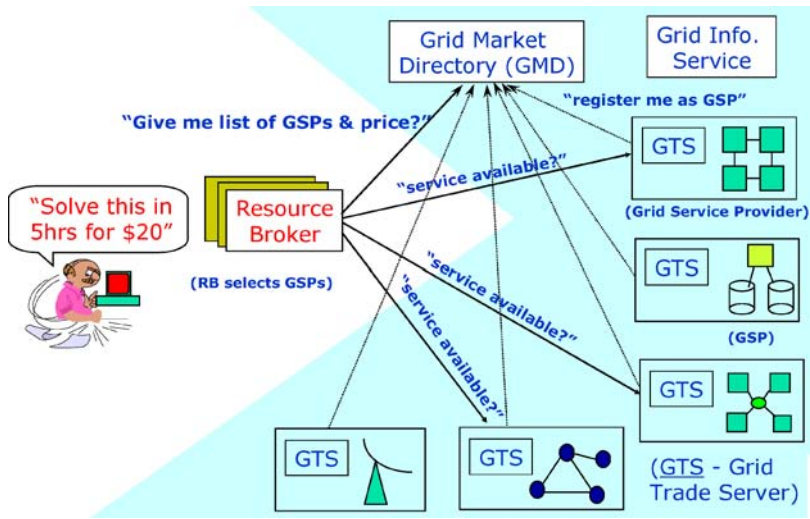 Grid Market
Directory (GMD)
Grid Info.
Service
“Give me list of GSPs & price?”
“register me as GSP”
GTS
“service available?”
(Grid Service Provider)
“Solve this in
5hrs for $20”
Resource
Broker
(RB selects GSPs)
GTS
(GSP)
“service available?”
“service available?”
GTS
GTS
GTS
(GTS - Grid
Trade Server)